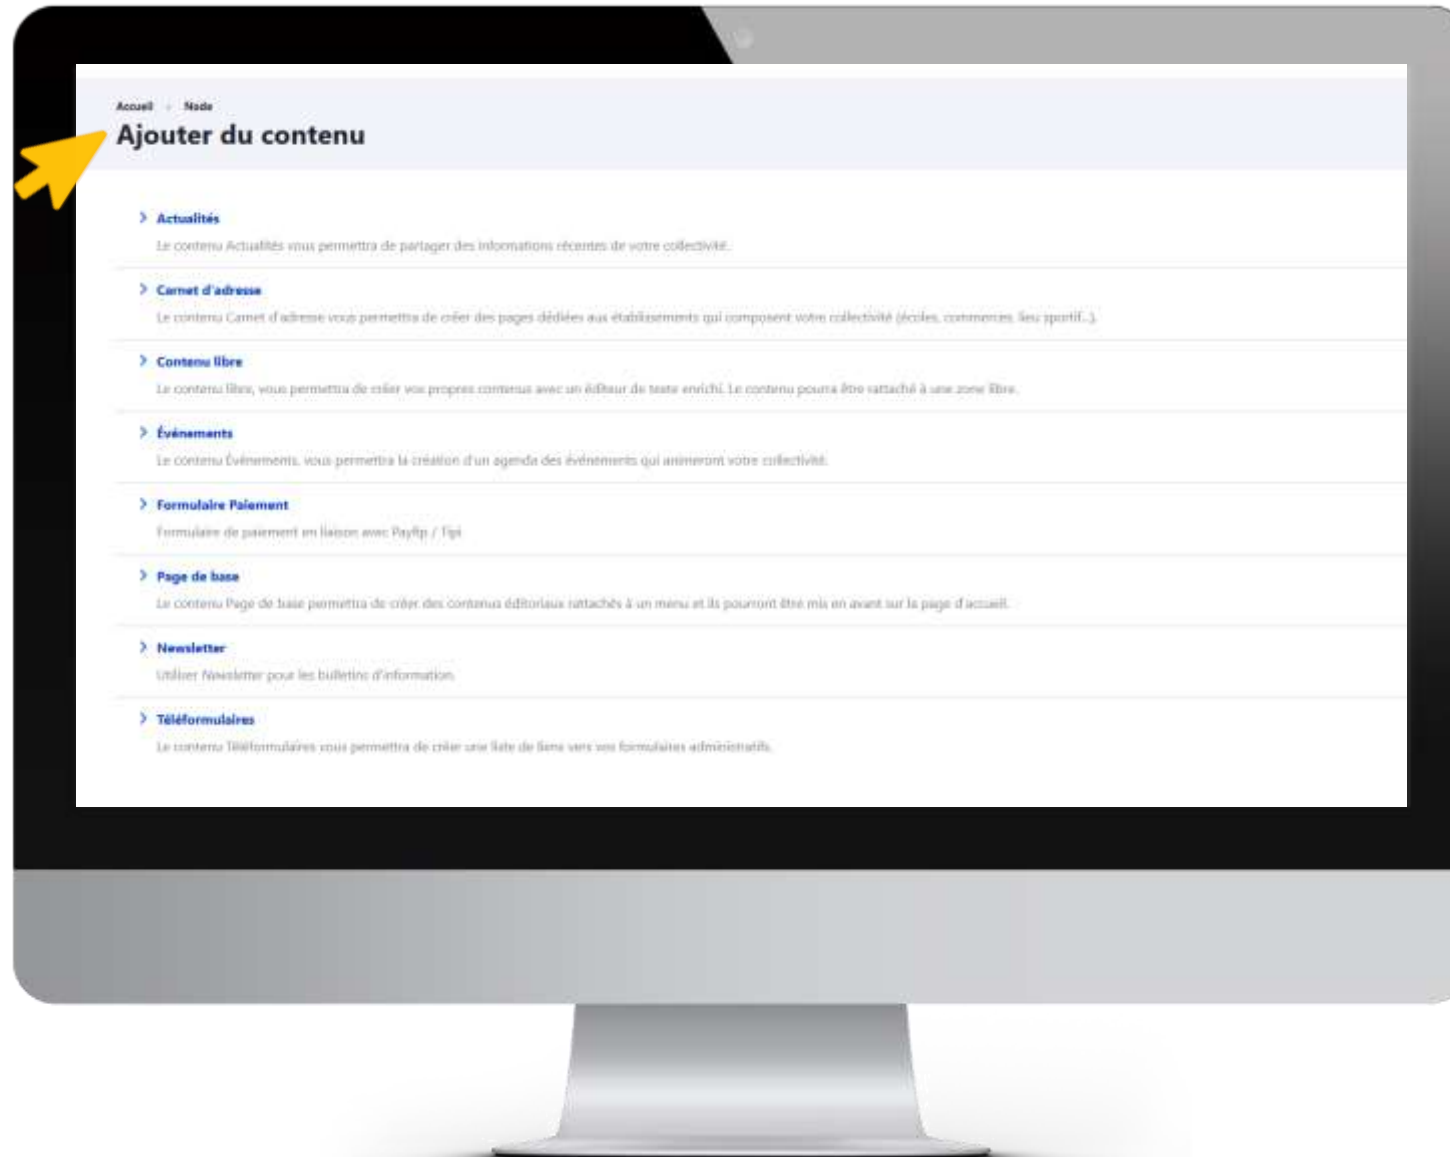 Accueil Node
Ajouter du contenu
Actualités
Le contenu Actualités vous permettra de partager des informations récentes de votre collectivité.
Carnet d'adresse
Le contenu Carnet d'adresse vous permettra de créer des pages dédiées aux établissements qui composent votre collectivité (écoles, commerces, lieu sportif...).
Contenu libre
Le contenu libre, vous permettra de créer vos propres contenus avec un éditeur de texte enrichi. Le contenu pourra être rattaché à une zone libre.
Événements
Le contenu Événements, vous permettra la création d'un agenda des événements qui animeront votre collectivité.
Formulaire Paiement
Formulaire de paiement en liaison avec Payfip / Tipi
Page de base
Le contenu Page de base permettra de créer des contenus éditoriaux rattachés à un menu et ils pourront être mis en avant sur la page d'accueil.
Newsletter
Utiliser Newsletter pour les bulletins d'information.
Téléformulaires
Le contenu Téléformulaires vous permettra de créer une liste de liens vers vos formulaires administratifs.